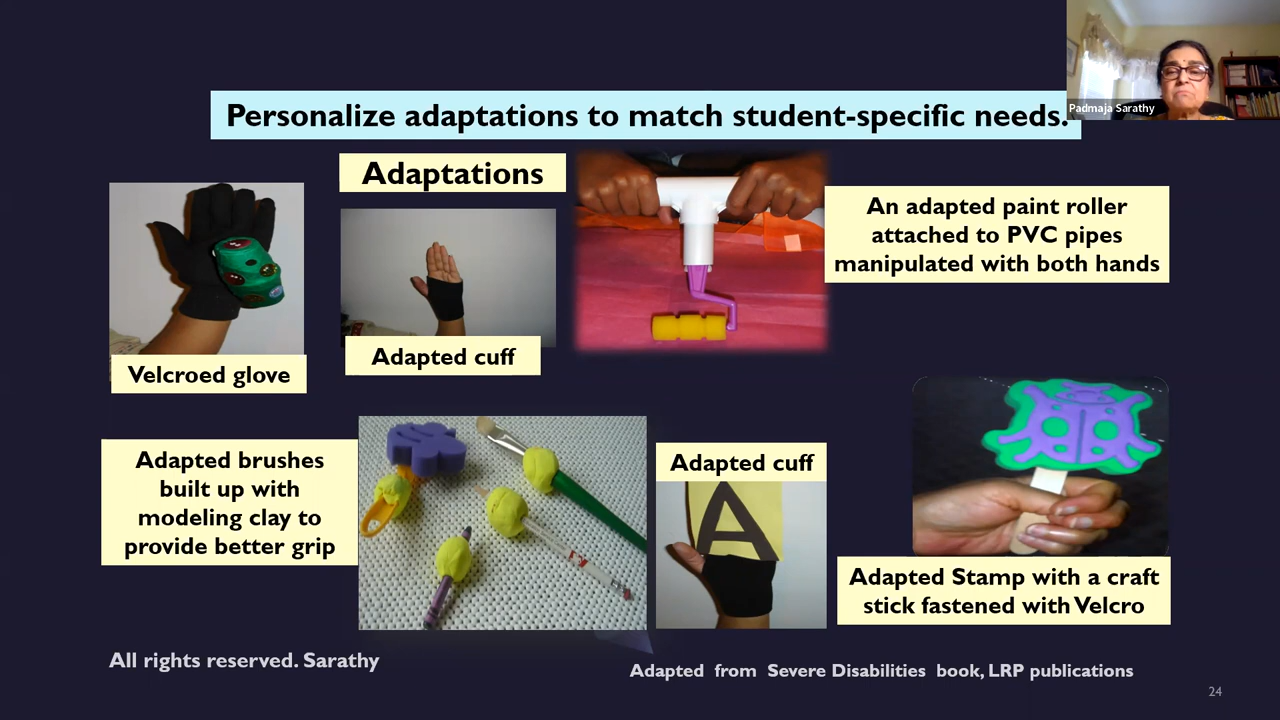 Padmaja Sarathy
Personalize adaptations to match student-specific needs.
Adaptations
An adapted paint roller
attached to PVC pipes
manipulated with both hands
Velcroed glove
Adapted cuff
Adapted brushes
built up with
modeling clay to
provide better grip
Adapted cuff
A
Adapted Stamp with a craft
stick fastened with Velcro
All rights reserved. Sarathy
Adapted from Severe Disabilities book, LRP publications
24